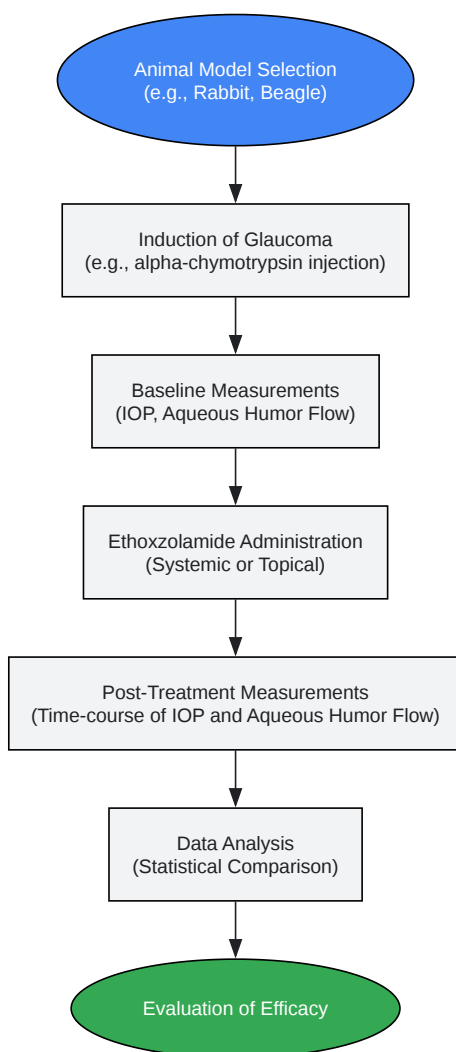 Animal Model Selection
(e.g., Rabbit, Beagle)
Induction of Glaucoma
(e.g., alpha-chymotrypsin injection)
Baseline Measurements
(IOP, Aqueous Humor Flow)
Ethoxzolamide Administration
(Systemic or Topical)
Post-Treatment Measurements
(Time-course of IOP and Aqueous Humor Flow)
Data Analysis
(Statistical Comparison)
Evaluation of Efficacy